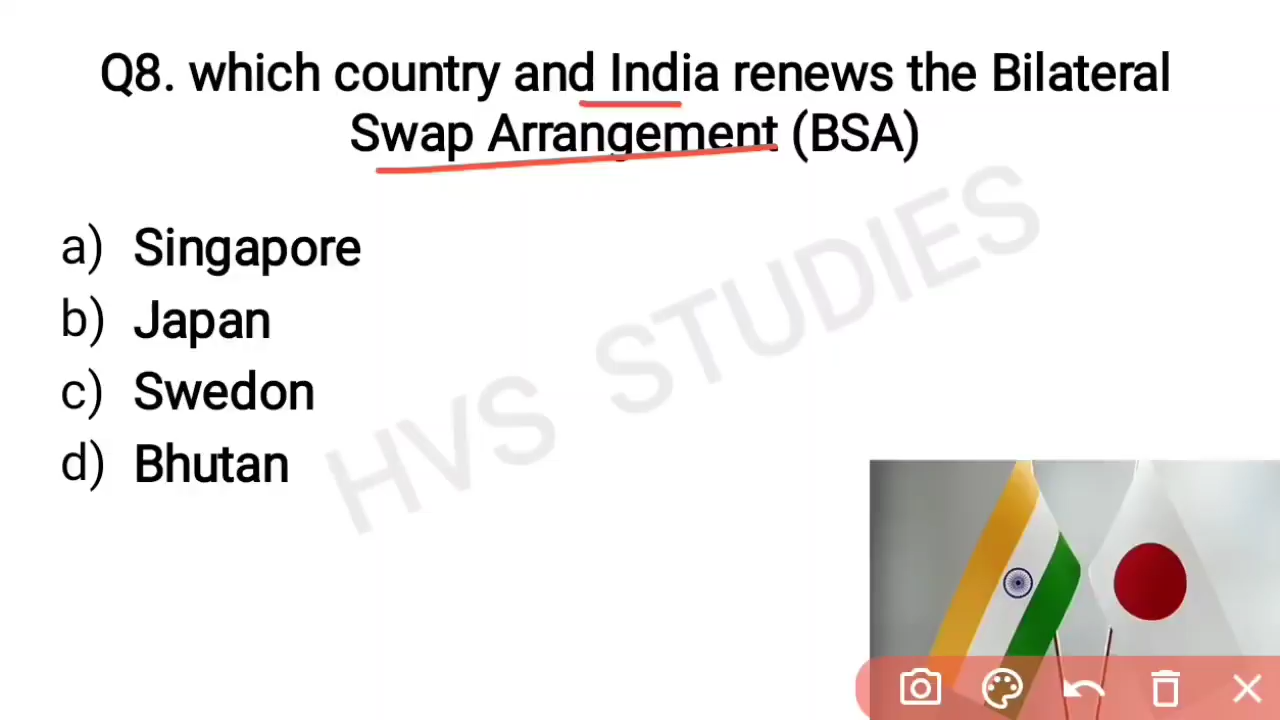 Q8. which country and India renews the Bilateral
Swap Arrangement (BSA)
a) Singapore
b) Japan
c) Swedon
d) Bhutan
HVS STUDIES